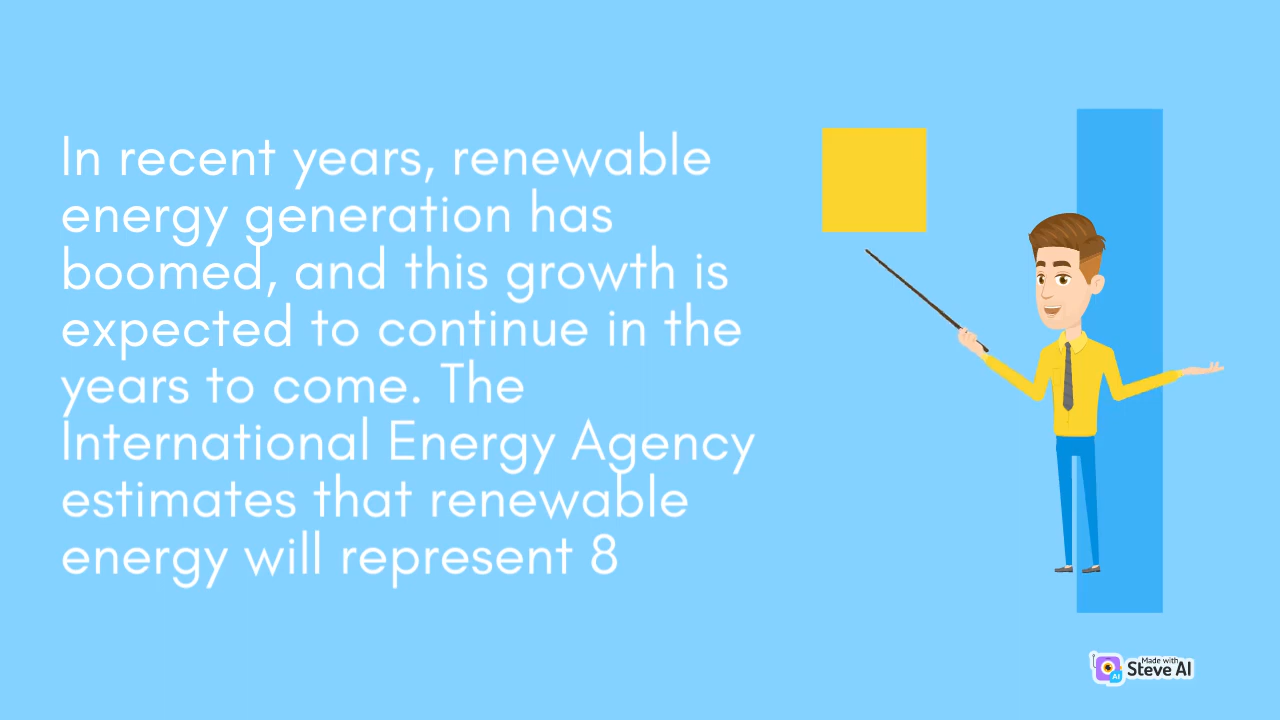 In recent years, renewable
energy generation has
boomed, and this growth is
expected to continue in the
years to come. The
International Energy Agency
estimates that renewable
energy will represent 8
Made with
Steve AI
AI